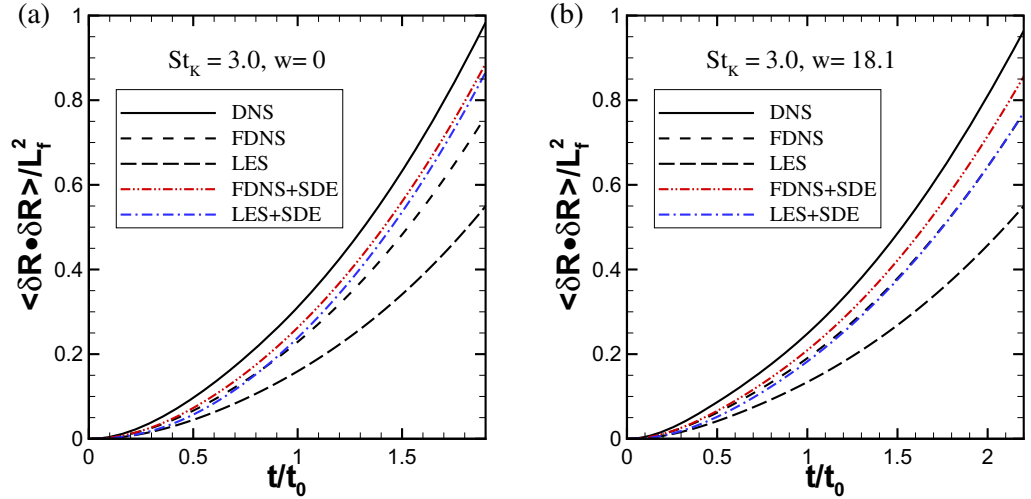 (a)
<δR•δR>/L_f^2
1
0.8
0.6
0.4
0.2
0
St_K = 3.0, w= 0
DNS
FDNS
LES
FDNS+SDE
LES+SDE
0 0.5 1 1.5
t/t_0
(b)
<δR•δR>/L_f^2
1
0.8
0.6
0.4
0.2
0
St_K = 3.0, w= 18.1
DNS
FDNS
LES
FDNS+SDE
LES+SDE
0 0.5 1 1.5 2
t/t_0